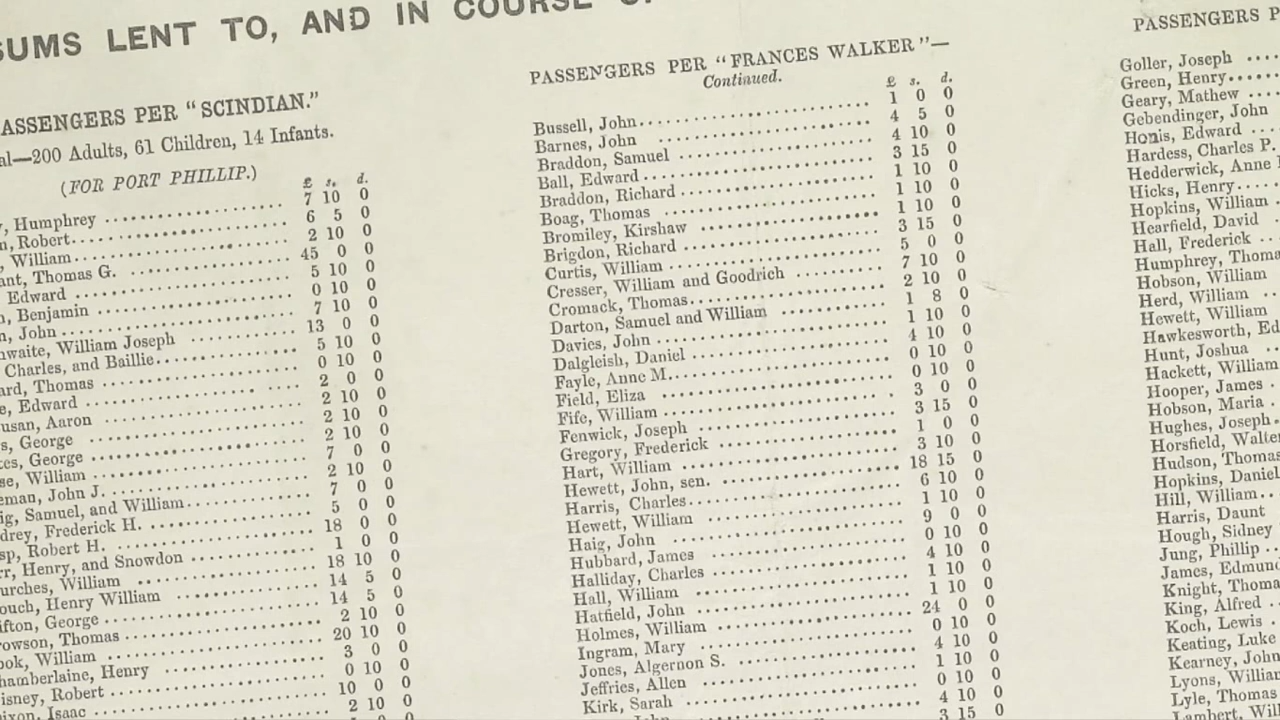 SUMS LENT TO, AND IN COURSE O
ASSENGERS PER "SCINDIAN."
al—200 Adults, 61 Children, 14 Infants.
(FOR PORT PHILLIP.)
£ s. d.
, Humphrey 7 10 0
n, Robert 6 5 0
, William 2 10 0
ant, Thomas G. 45 0 0
Edward 5 10 0
n, Benjamin 0 10 0
n, John 7 10 0
nwaite, William Joseph 13 0 0
Charles, and Baillie 5 10 0
ard, Thomas 0 10 0
e, Edward 2 0 0
usan, Aaron 2 10 0
s, George 2 10 0
es, George 2 10 0
se, William 7 0 0
eman, John J. 2 10 0
ig, Samuel, and William 7 0 0
drey, Frederick H. 5 0 0
sp, Robert H. 18 0 0
rr, Henry, and Snowdon 1 0 0
urches, William 18 10 0
ouch, Henry William 14 5 0
ifton, George 14 5 0
rowson, Thomas 2 10 0
ook, William 20 10 0
hamberlaine, Henry 3 0 0
isney, Robert 0 10 0
ixon, Isaac 10 0 0
2 10 0
PASSENGERS PER "FRANCES WALKER"—
Continued.
£ s. d.
Bussell, John 1 0 0
Barnes, John 4 5 0
Braddon, Samuel 4 10 0
Ball, Edward 3 15 0
Braddon, Richard 1 10 0
Boag, Thomas 1 10 0
Bromiley, Kirshaw 1 10 0
Brigdon, Richard 3 15 0
Curtis, William 5 0 0
Cresser, William and Goodrich 7 10 0
Cromack, Thomas 2 10 0
Darton, Samuel and William 1 8 0
Davies, John 1 10 0
Dalgleish, Daniel 4 10 0
Fayle, Anne M. 0 10 0
Field, Eliza 0 10 0
Fife, William 3 0 0
Fenwick, Joseph 3 15 0
Gregory, Frederick 1 0 0
Hart, William 3 10 0
Hewett, John, sen. 18 15 0
Harris, Charles 6 10 0
Hewett, William 1 10 0
Haig, John 9 0 0
Hubbard, James 0 10 0
Halliday, Charles 4 10 0
Hall, William 1 10 0
Hatfield, John 1 10 0
Holmes, William 24 0 0
Ingram, Mary 0 10 0
Jones, Algernon S. 4 10 0
Jeffries, Allen 1 10 0
Kirk, Sarah 0 10 0
4 10 0
3 15 0
PASSENGERS P
Goller, Joseph
Green, Henry
Geary, Mathew
Gebendinger, John
Honis, Edward
Hardess, Charles P.
Hedderwick, Anne
Hicks, Henry
Hopkins, William
Hearfield, David
Hall, Frederick
Humphrey, Thoma
Hobson, William
Herd, William
Hewett, William
Hawkesworth, Ed
Hunt, Joshua
Hackett, William
Hooper, James
Hobson, Maria
Hughes, Joseph
Horsfield, Walter
Hudson, Thomas
Hopkins, Daniel
Hill, William
Harris, Daunt
Hough, Sidney
Jung, Phillip
James, Edmund
Knight, Thoma
King, Alfred
Koch, Lewis
Keating, Luke
Kearney, John
Lyons, William
Lyle, Thomas
Lambert, Will